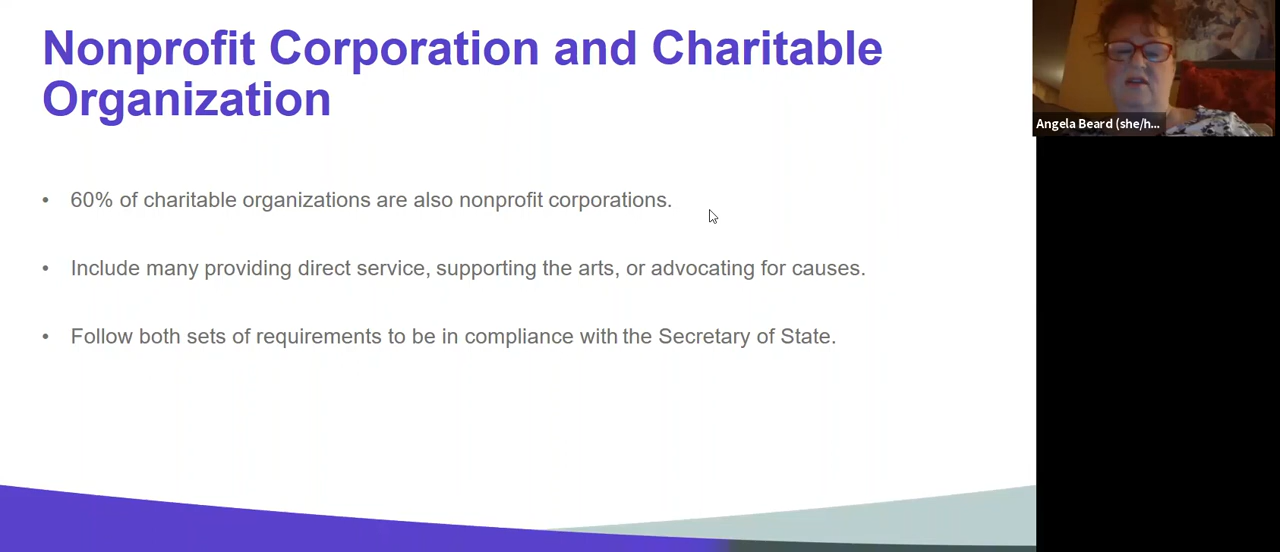 Nonprofit Corporation and Charitable
Organization
• 60% of charitable organizations are also nonprofit corporations.
• Include many providing direct service, supporting the arts, or advocating for causes.
• Follow both sets of requirements to be in compliance with the Secretary of State.
Angela Beard (she/h...